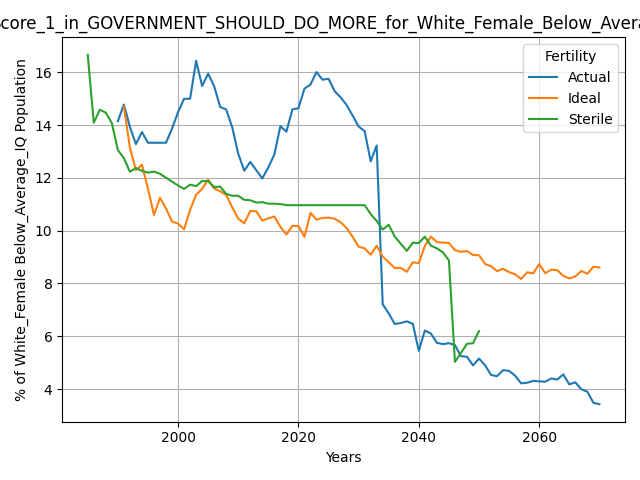 core_1_in_GOVERNMENT_SHOULD_DO_MORE_for_White_Female_Below_Avera
Fertility
Actual
Ideal
Sterile
% of White_Female Below_Average_IQ Population
16
14
12
10
8
6
4
2000
2020
2040
2060
Years